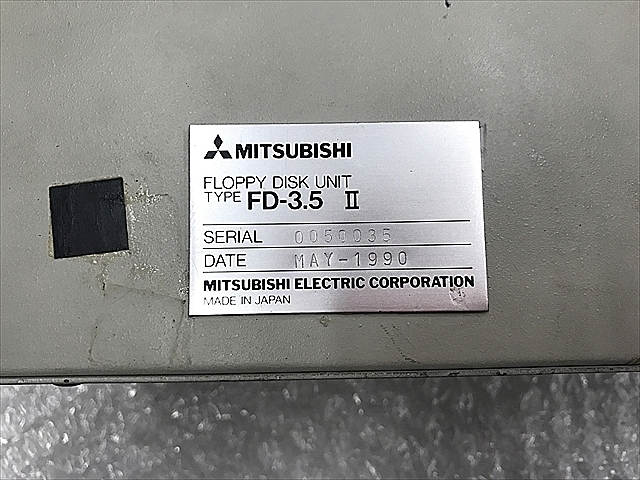 MITSUBISHI
FLOPPY DISK UNIT
TYPE FD-3.5 II
SERIAL 0050035
DATE MAY-1990
MITSUBISHI ELECTRIC CORPORATION
MADE IN JAPAN